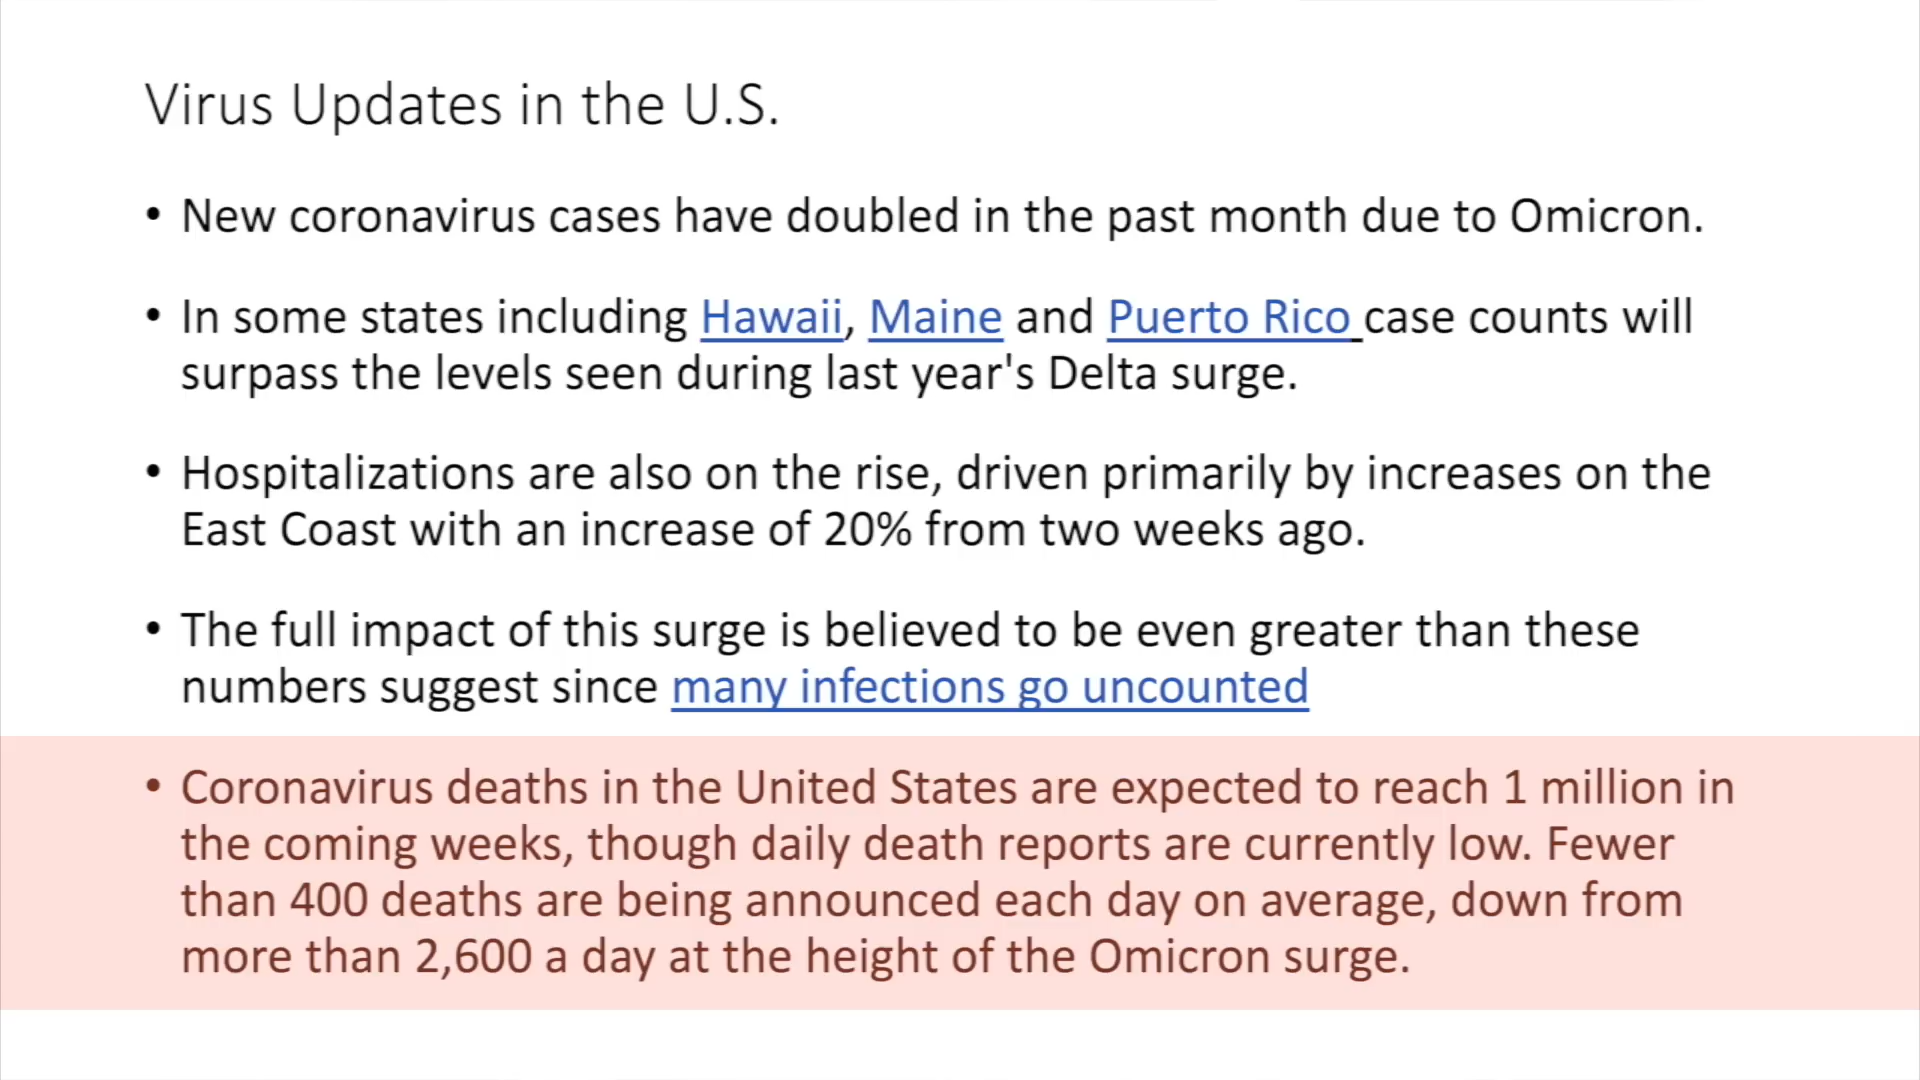 Virus Updates in the U.S.
• New coronavirus cases have doubled in the past month due to Omicron.
• In some states including Hawaii, Maine and Puerto Rico case counts will
surpass the levels seen during last year's Delta surge.
• Hospitalizations are also on the rise, driven primarily by increases on the
East Coast with an increase of 20% from two weeks ago.
• The full impact of this surge is believed to be even greater than these
numbers suggest since many infections go uncounted
• Coronavirus deaths in the United States are expected to reach 1 million in
the coming weeks, though daily death reports are currently low. Fewer
than 400 deaths are being announced each day on average, down from
more than 2,600 a day at the height of the Omicron surge.